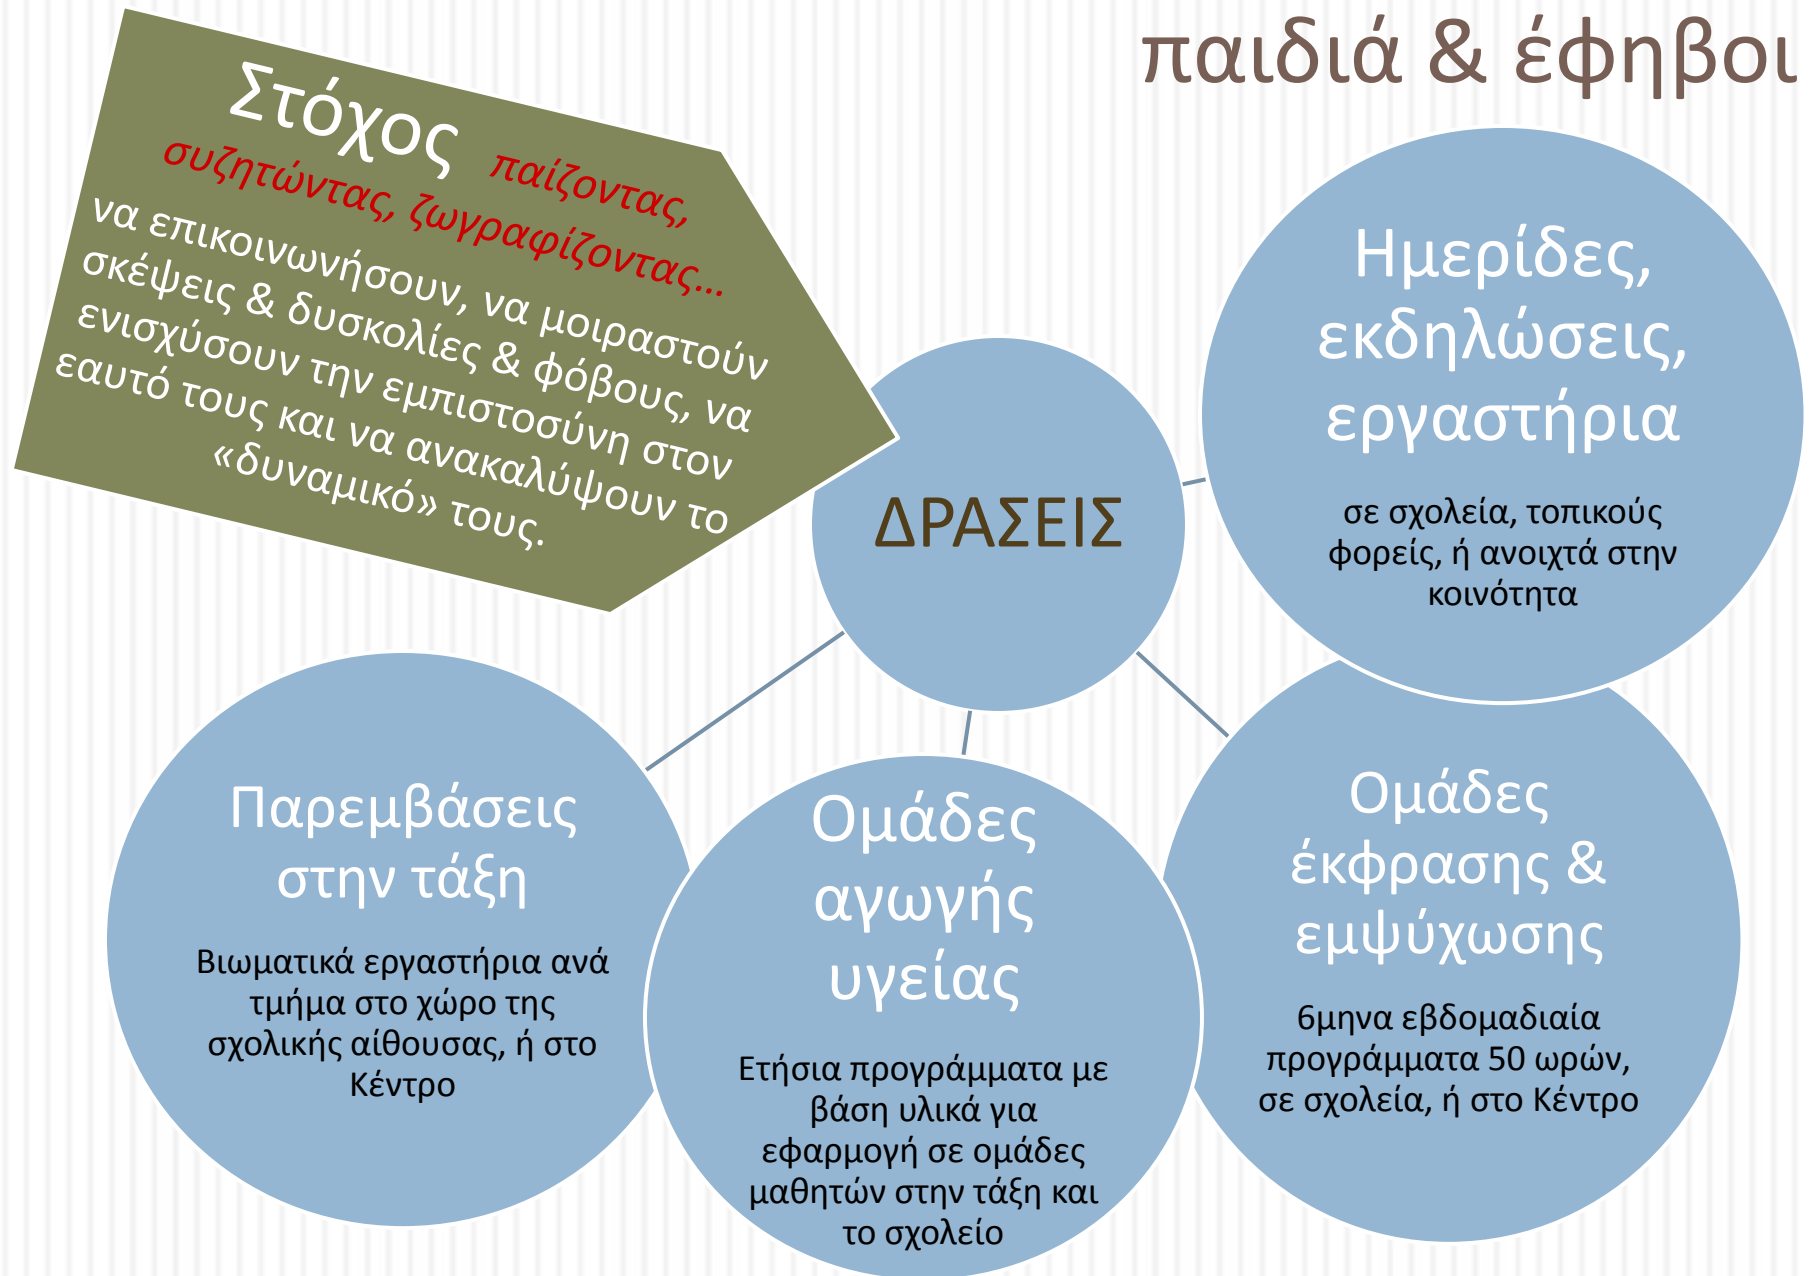 παιδιά & έφηβοι
Στόχος παίζοντας,
συζητώντας, ζωγραφίζοντας...
να επικοινωνήσουν, να μοιραστούν
σκέψεις & δυσκολίες & φόβους, να
ενισχύσουν την εμπιστοσύνη στον
εαυτό τους και να ανακαλύψουν το
«δυναμικό» τους.
ΔΡΑΣΕΙΣ
Ημερίδες,
εκδηλώσεις,
εργαστήρια
σε σχολεία, τοπικούς
φορείς, ή ανοιχτά στην
κοινότητα
Ομάδες
έκφρασης &
εμψύχωσης
6μηνα εβδομαδιαία
προγράμματα 50 ωρών,
σε σχολεία, ή στο Κέντρο
Ομάδες
αγωγής
υγείας
Ετήσια προγράμματα με
βάση υλικά για
εφαρμογή σε ομάδες
μαθητών στην τάξη και
το σχολείο
Παρεμβάσεις
στην τάξη
Βιωματικά εργαστήρια ανά
τμήμα στο χώρο της
σχολικής αίθουσας, ή στο
Κέντρο